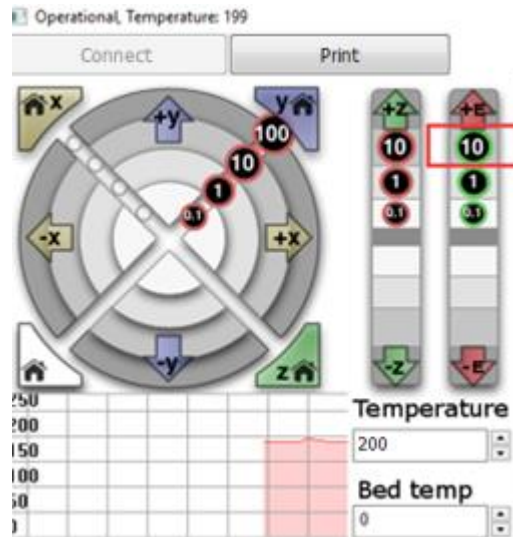 Operational, Temperature: 199
Connect Print
x +y y +Z +E
100
10 10 10
1 1 1
0.1 0.1 0.1
-x +x
-y z -Z -E
250
200
150
100
50
0
Temperature
200
Bed temp
0